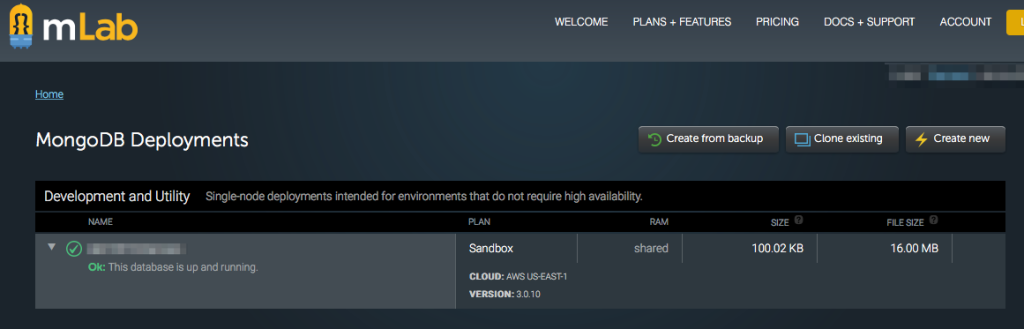 mLab
WELCOME PLANS + FEATURES PRICING DOCS + SUPPORT ACCOUNT
Home
MongoDB Deployments
Create from backup Clone existing Create new
Development and Utility Single-node deployments intended for environments that do not require high availability.
NAME PLAN RAM SIZE ? FILE SIZE ?
Sandbox shared 100.02 KB 16.00 MB
Ok: This database is up and running.
CLOUD: AWS US-EAST-1
VERSION: 3.0.10